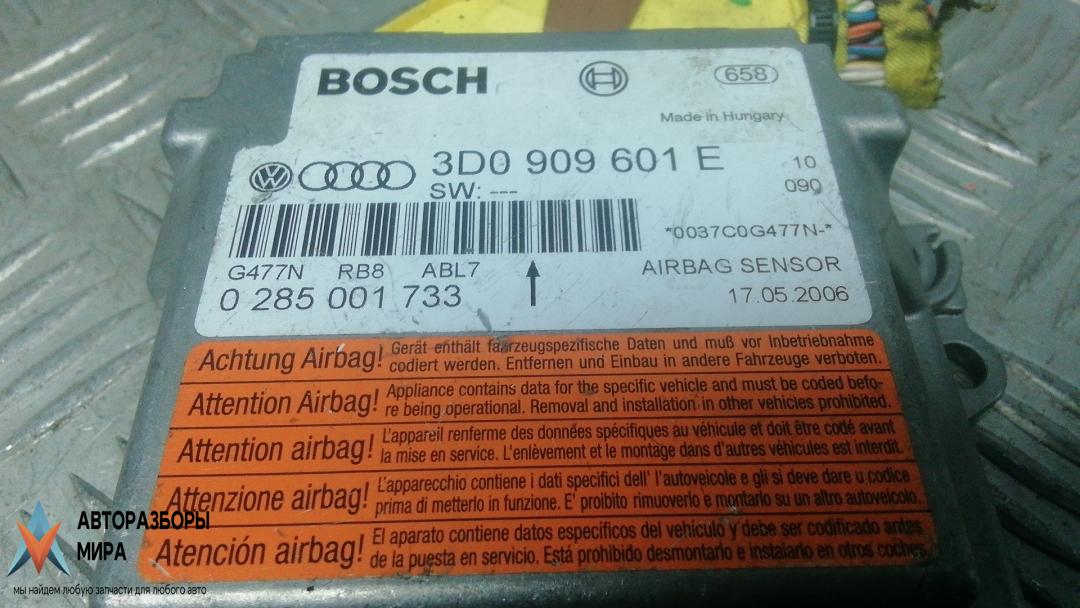 BOSCH
658
Made in Hungary
3D0 909 601 E
10
SW: ---
090
*0037C0G477N-*
G477N RB8 ABL7
AIRBAG SENSOR
0 285 001 733
17.05.2006
Achtung Airbag! Gerät enthält fahrzeugspezifische Daten und muß vor Inbetriebnahme
codiert werden. Entfernen und Einbau in andere Fahrzeuge verboten.
Attention Airbag! Appliance contains data for the specific vehicle and must be coded befo-
re being operational. Removal and installation in other vehicles prohibited.
Attention airbag! L'appareil renferme des données spécifiques au véhicule et doit être codé avant
la mise en service. L'enlèvement et le montage dans d'autres véhicules est interdit.
Attenzione airbag! L'apparecchio contiene i dati specifici dell' l'autoveicole e gli si deve dare u codice
prima di metterlo in funzione. E' proibito rimuoverlo e montarlo su un altro autoveicolo.
Atención airbag! El aparato contiene datos específicos del vehículo y debe ser codificado antes
de la puesta en servicio. Está prohibido desmontarlo e instalarlo en otros coches.
АВТОРАЗБОРЫ
МИРА
мы найдем любую запчасти для любого авто